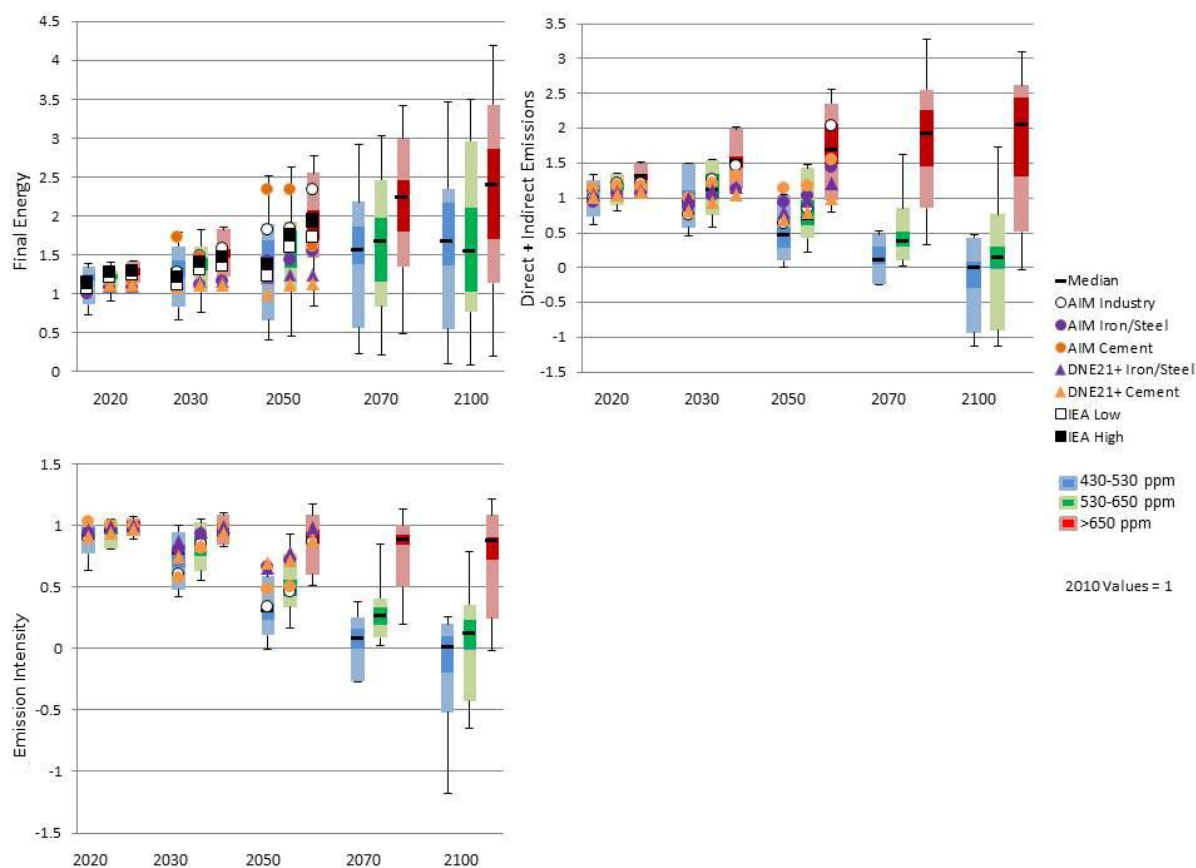 4.5
4
3.5
3
2.5
2
1.5
1
0.5
0
Final Energy
2020 2030 2050 2070 2100
3.5
3
2.5
2
1.5
1
0.5
0
-0.5
-1
-1.5
Direct + Indirect Emissions
2020 2030 2050 2070 2100
Median
AIM Industry
AIM Iron/Steel
AIM Cement
DNE21+ Iron/Steel
DNE21+ Cement
IEA Low
IEA High
430-530 ppm
530-650 ppm
>650 ppm
2010 Values = 1
1.5
1
0.5
0
-0.5
-1
-1.5
Emission Intensity
2020 2030 2050 2070 2100